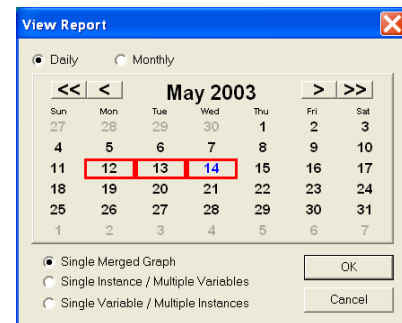 View Report
Daily Monthly
<< < May 2003 > >>
Sun Mon Tue Wed Thu Fri Sat
27 28 29 30 1 2 3
4 5 6 7 8 9 10
11 12 13 14 15 16 17
18 19 20 21 22 23 24
25 26 27 28 29 30 31
1 2 3 4 5 6 7
Single Merged Graph
Single Instance / Multiple Variables
Single Variable / Multiple Instances
OK
Cancel